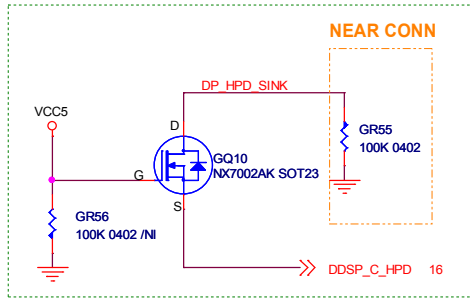 NEAR CONN
DP_HPD_SINK
VCC5
D
GR55
100K 0402
GQ10
NX7002AK SOT23
G
S
GR56
100K 0402 /NI
DDSP_C_HPD 16